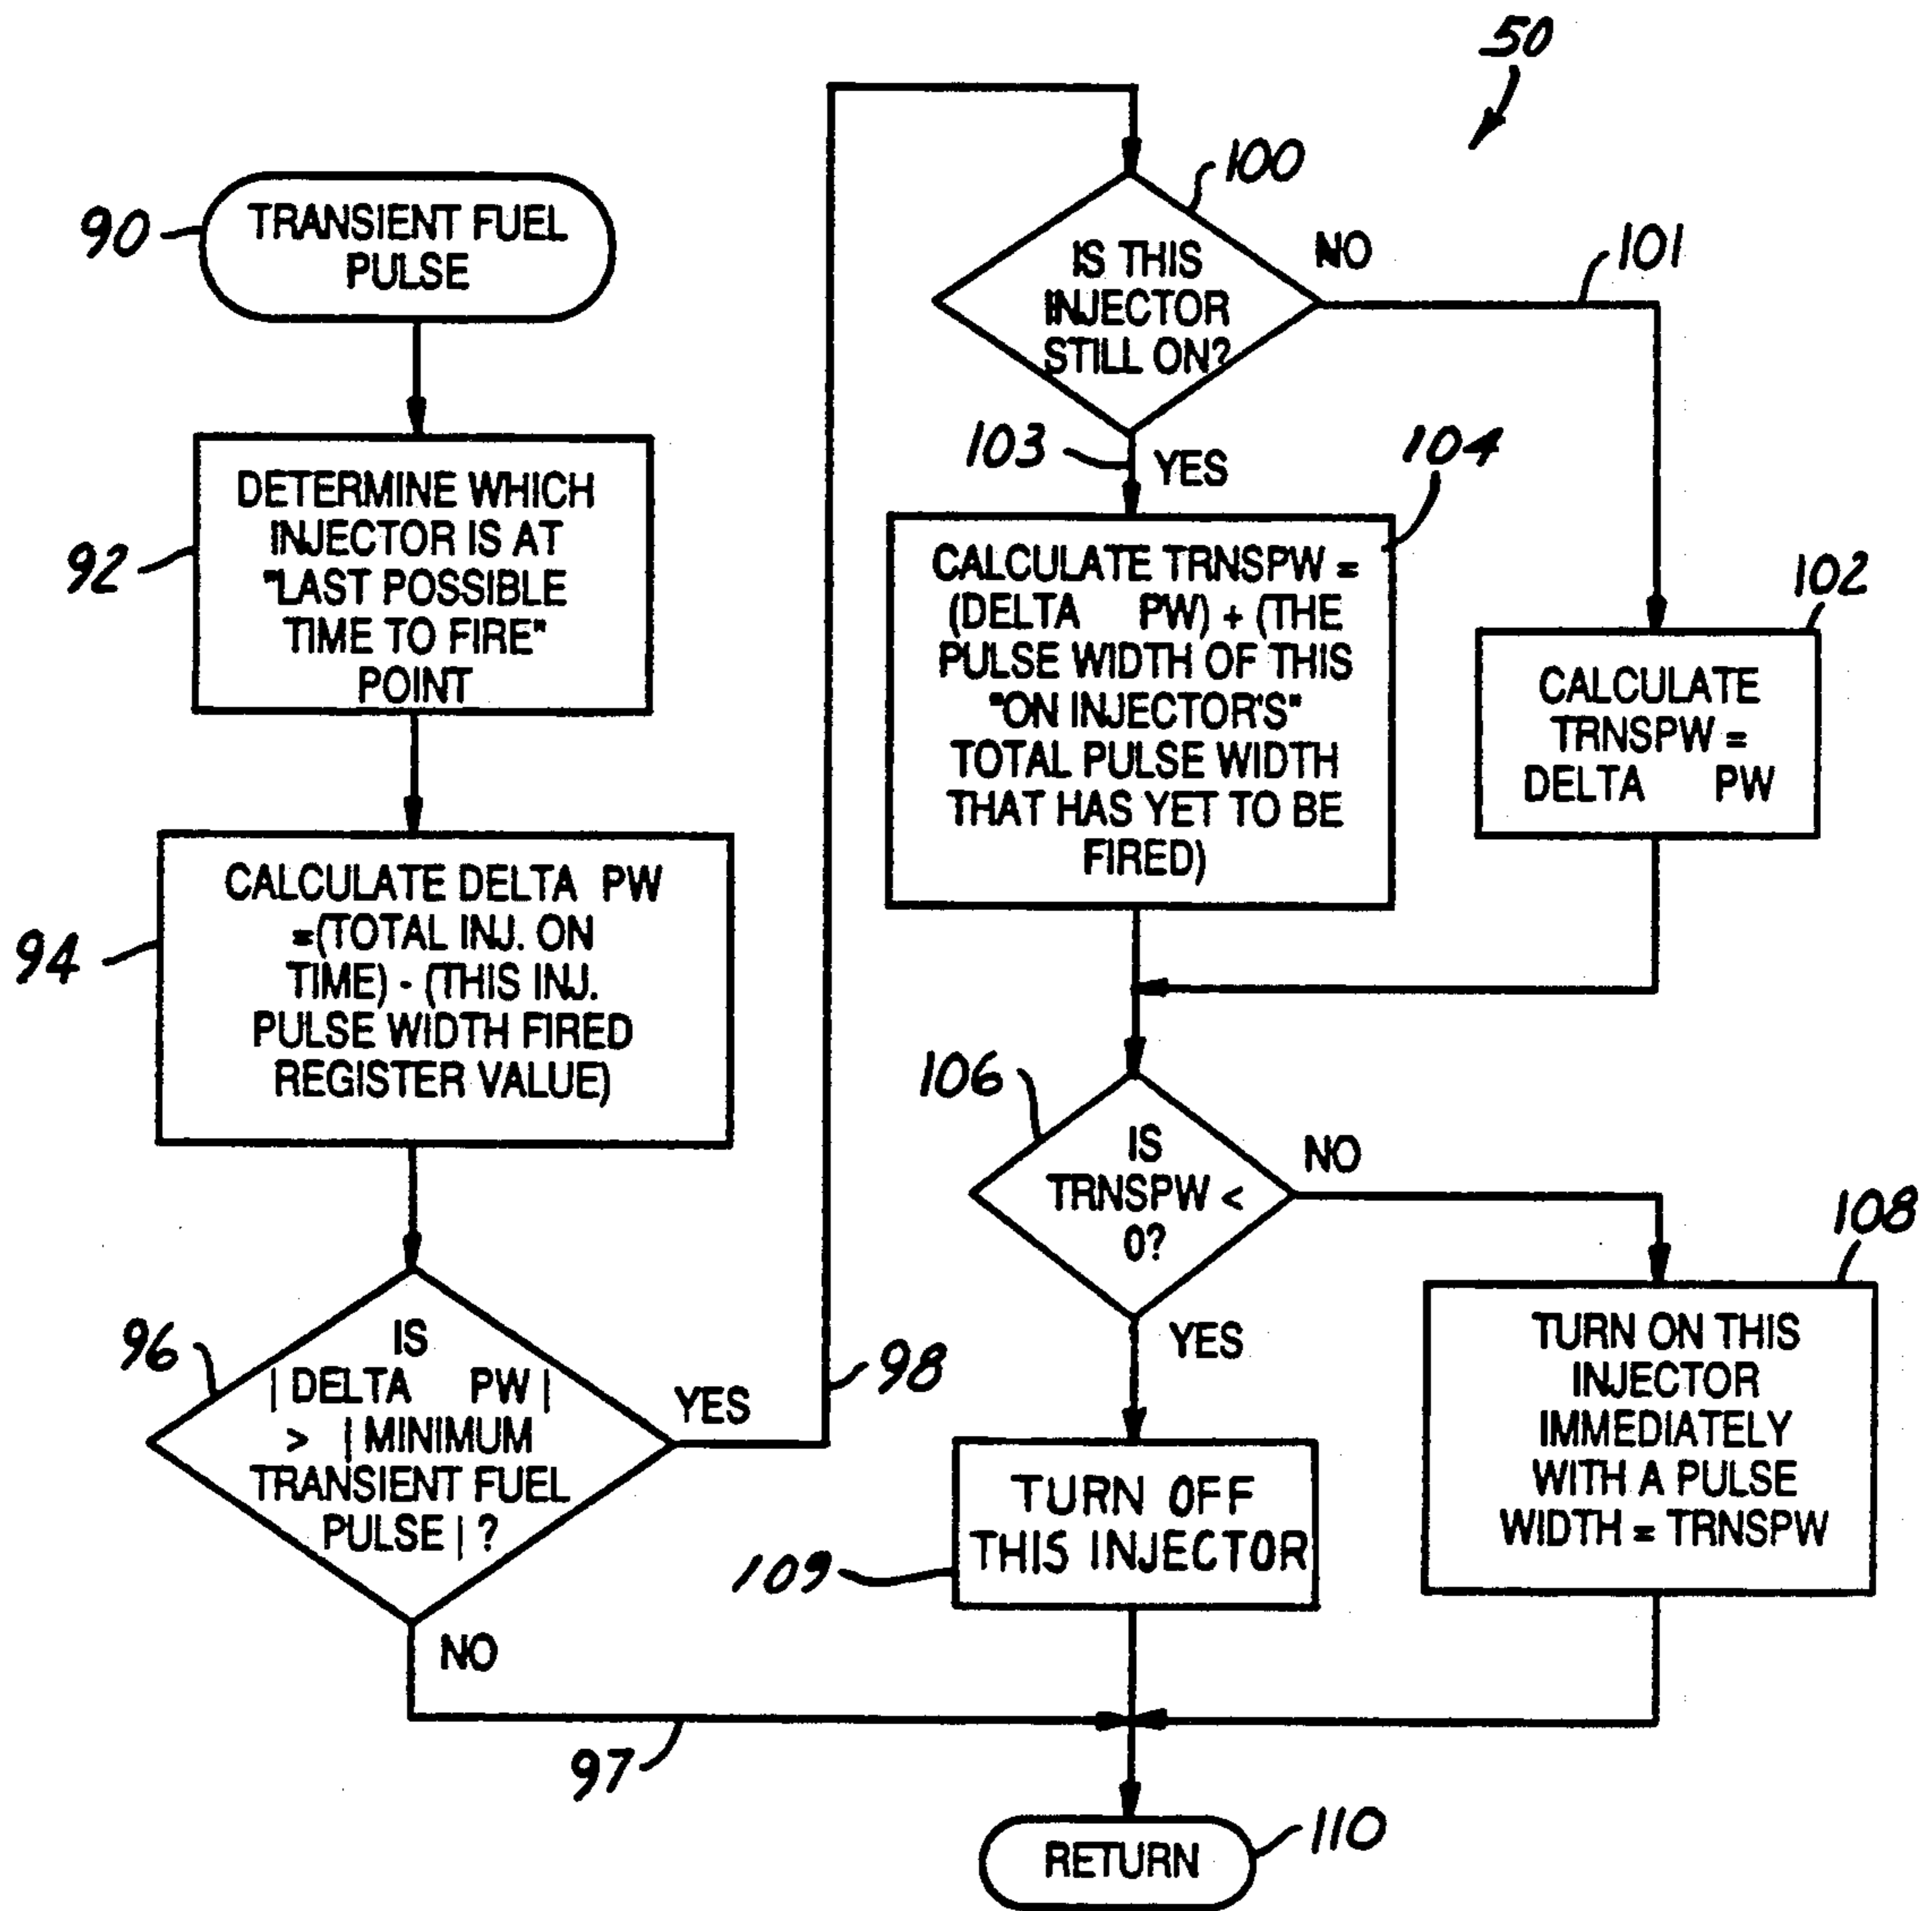 50
90
TRANSIENT FUEL
PULSE
92
DETERMINE WHICH
INJECTOR IS AT
"LAST POSSIBLE
TIME TO FIRE"
POINT
94
CALCULATE DELTA PW
=(TOTAL INJ. ON
TIME) - (THIS INJ.
PULSE WIDTH FIRED
REGISTER VALUE)
96
IS
| DELTA PW |
> | MINIMUM
TRANSIENT FUEL
PULSE | ?
YES
98
NO
97
100
IS THIS
INJECTOR
STILL ON?
NO
101
103
YES
104
CALCULATE TRNSPW =
(DELTA PW) + (THE
PULSE WIDTH OF THIS
"ON INJECTOR'S"
TOTAL PULSE WIDTH
THAT HAS YET TO BE
FIRED)
102
CALCULATE
TRNSPW =
DELTA PW
106
IS
TRNSPW <
0?
NO
YES
108
TURN ON THIS
INJECTOR
IMMEDIATELY
WITH A PULSE
WIDTH = TRNSPW
109
TURN OFF
THIS INJECTOR
RETURN
110